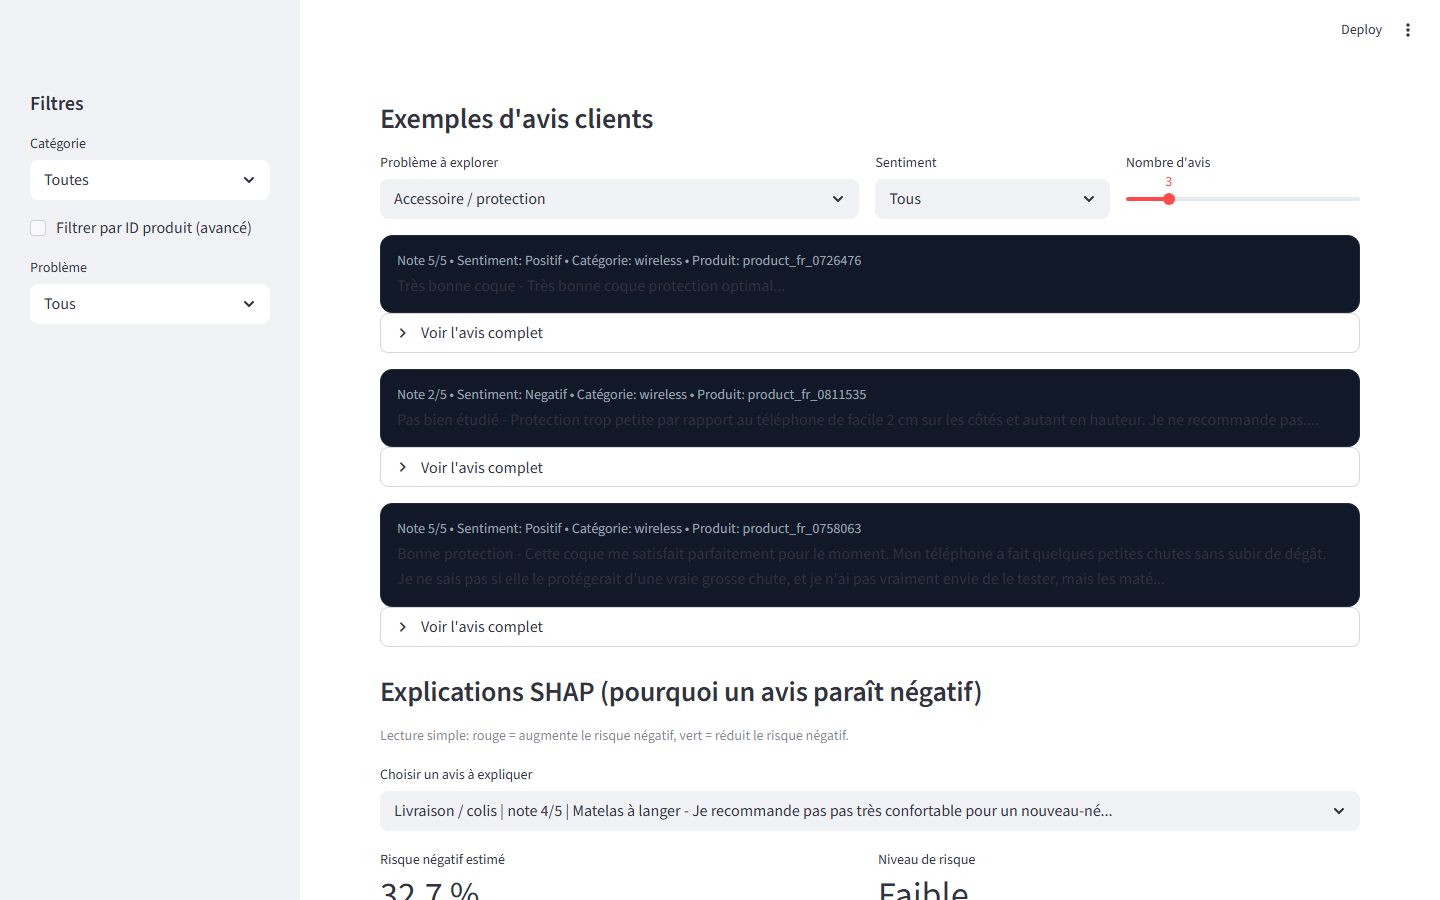 Deploy
Filtres
Catégorie
Toutes
Filtrer par ID produit (avancé)
Problème
Tous
Exemples d'avis clients
Problème à explorer
Accessoire / protection
Sentiment
Tous
Nombre d'avis
3
Note 5/5 • Sentiment: Positif • Catégorie: wireless • Produit: product_fr_0726476
Très bonne coque - Très bonne coque protection optimal...
Voir l'avis complet
Note 2/5 • Sentiment: Negatif • Catégorie: wireless • Produit: product_fr_0811535
Pas bien étudié - Protection trop petite par rapport au téléphone de facile 2 cm sur les côtés et autant en hauteur. Je ne recommande pas....
Voir l'avis complet
Note 5/5 • Sentiment: Positif • Catégorie: wireless • Produit: product_fr_0758063
Bonne protection - Cette coque me satisfait parfaitement pour le moment. Mon téléphone a fait quelques petites chutes sans subir de dégât.
Je ne sais pas si elle le protégerait d'une vraie grosse chute, et je n'ai pas vraiment envie de le tester, mais les maté...
Voir l'avis complet
Explications SHAP (pourquoi un avis paraît négatif)
Lecture simple: rouge = augmente le risque négatif, vert = réduit le risque négatif.
Choisir un avis à expliquer
Livraison / colis | note 4/5 | Matelas à langer - Je recommande pas pas très confortable pour un nouveau-né...
Risque négatif estimé
32.7 %
Niveau de risque
Faible